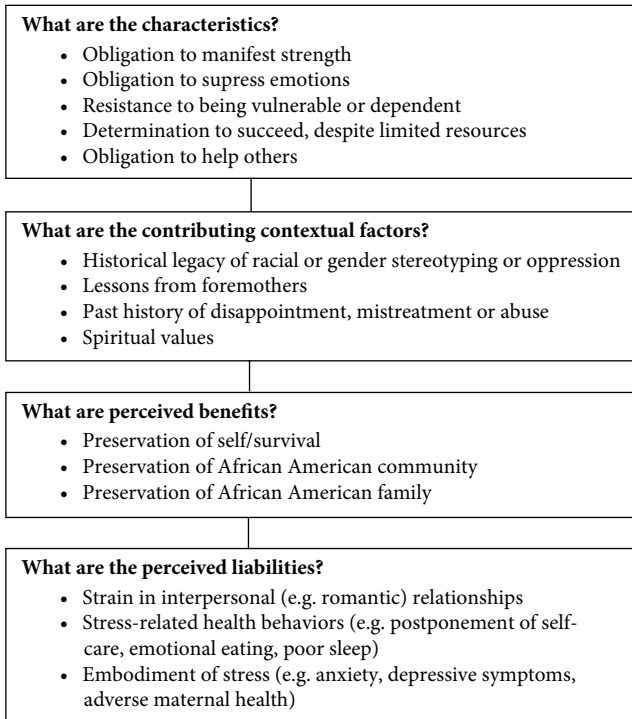 What are the characteristics?
• Obligation to manifest strength
• Obligation to supress emotions
• Resistance to being vulnerable or dependent
• Determination to succeed, despite limited resources
• Obligation to help others
What are the contributing contextual factors?
• Historical legacy of racial or gender stereotyping or oppression
• Lessons from foremothers
• Past history of disappointment, mistreatment or abuse
• Spiritual values
What are perceived benefits?
• Preservation of self/survival
• Preservation of African American community
• Preservation of African American family
What are the perceived liabilities?
• Strain in interpersonal (e.g. romantic) relationships
• Stress-related health behaviors (e.g. postponement of self-
care, emotional eating, poor sleep)
• Embodiment of stress (e.g. anxiety, depressive symptoms,
adverse maternal health)